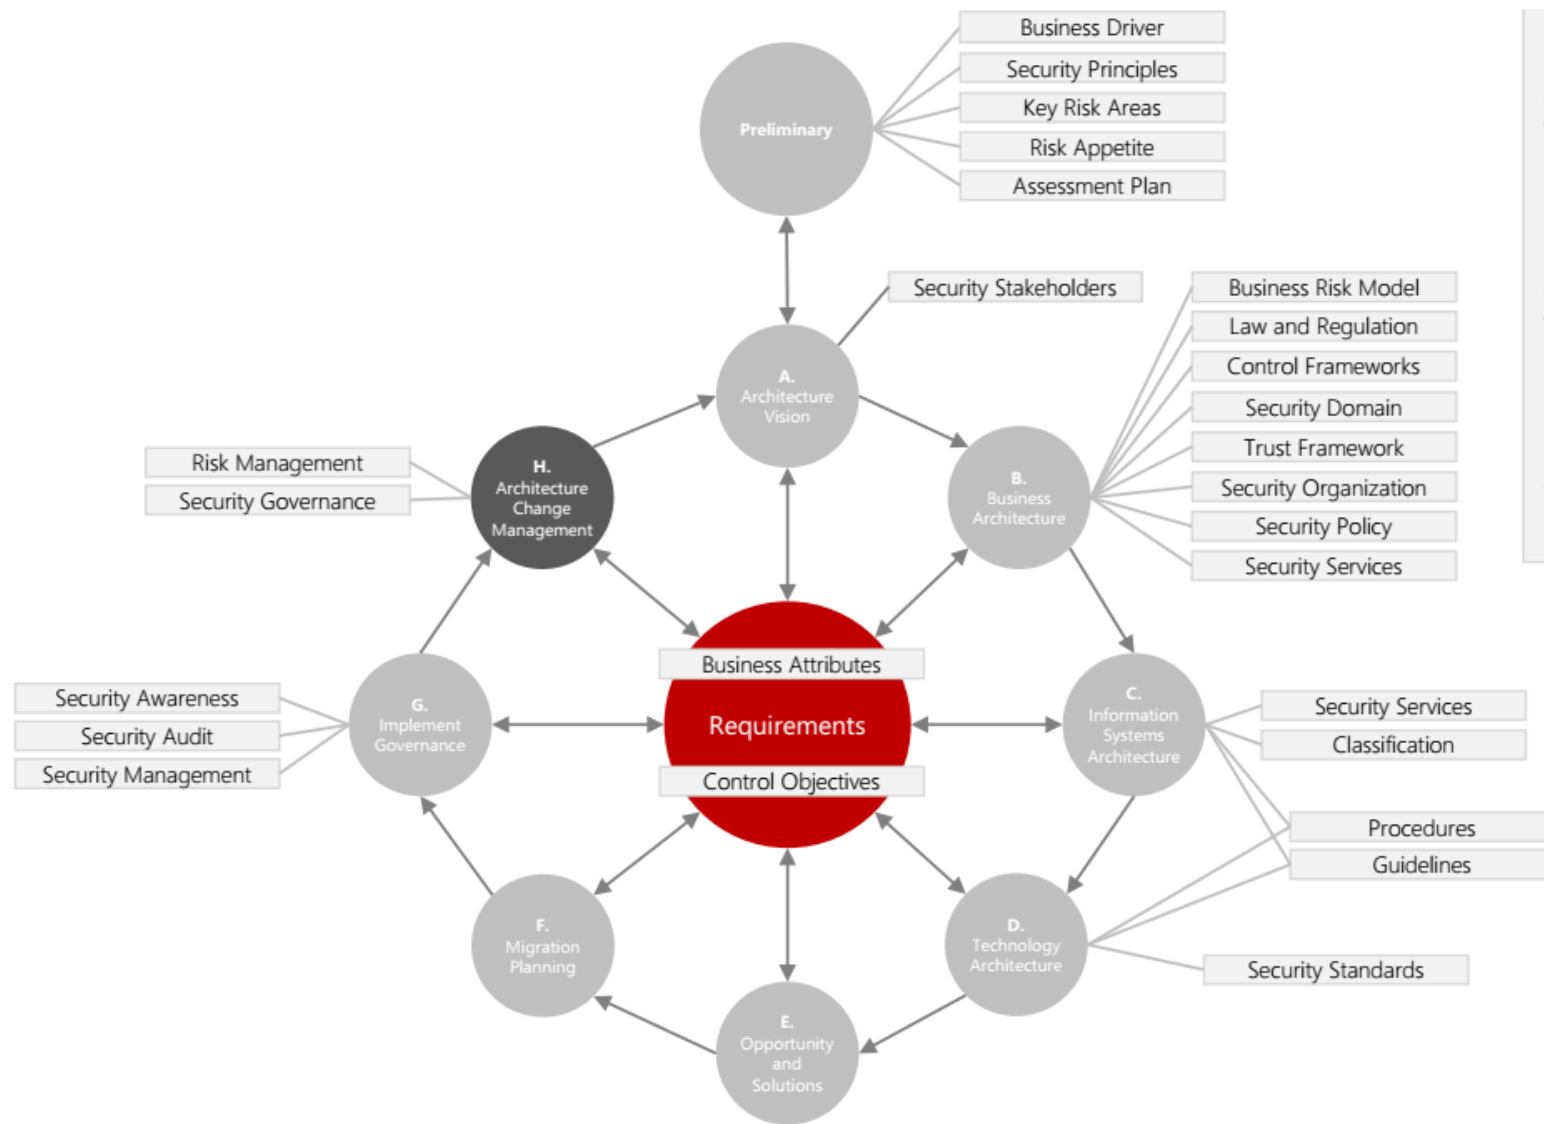 Business Driver
Security Principles
Key Risk Areas
Risk Appetite
Assessment Plan
Preliminary
Security Stakeholders
A.
Architecture
Vision
Business Risk Model
Law and Regulation
Control Frameworks
Security Domain
Trust Framework
Security Organization
Security Policy
Security Services
B.
Business
Architecture
Risk Management
Security Governance
H.
Architecture
Change
Management
Business Attributes
Requirements
Control Objectives
Security Awareness
Security Audit
Security Management
G.
Implement
Governance
C.
Information
Systems
Architecture
Security Services
Classification
Procedures
Guidelines
F.
Migration
Planning
D.
Technology
Architecture
Security Standards
E.
Opportunity
and
Solutions